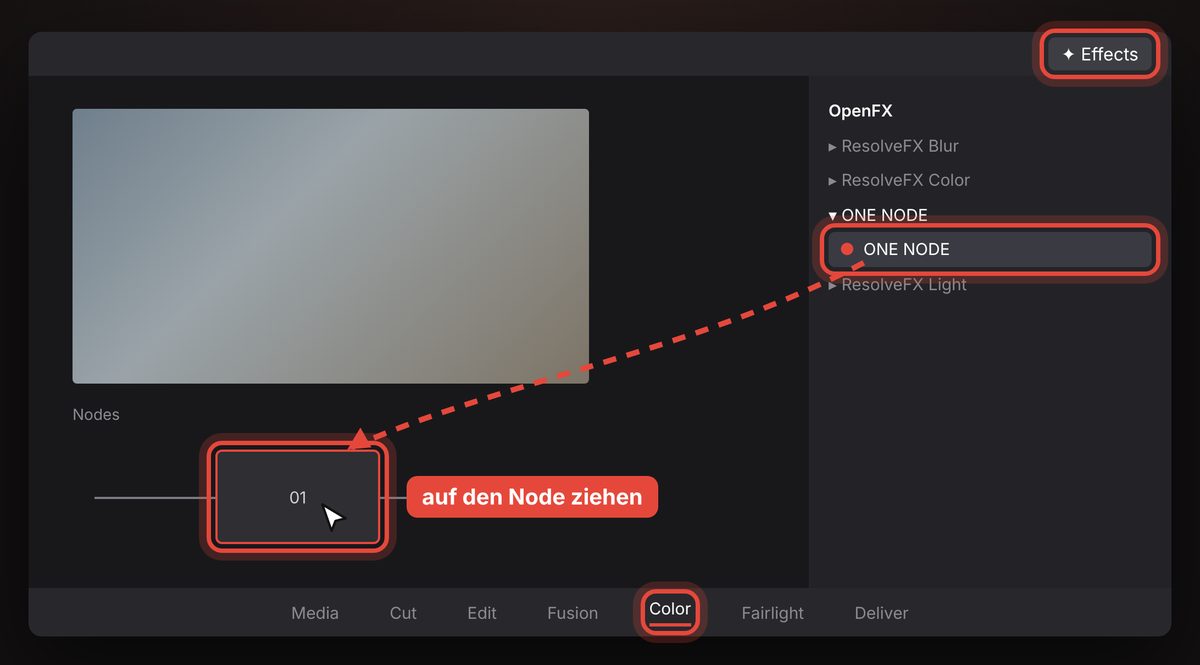 ✦ Effects
OpenFX
▸ ResolveFX Blur
▸ ResolveFX Color
▾ ONE NODE
ONE NODE
▸ ResolveFX Light
Nodes
01
auf den Node ziehen
Media Cut Edit Fusion Color Fairlight Deliver